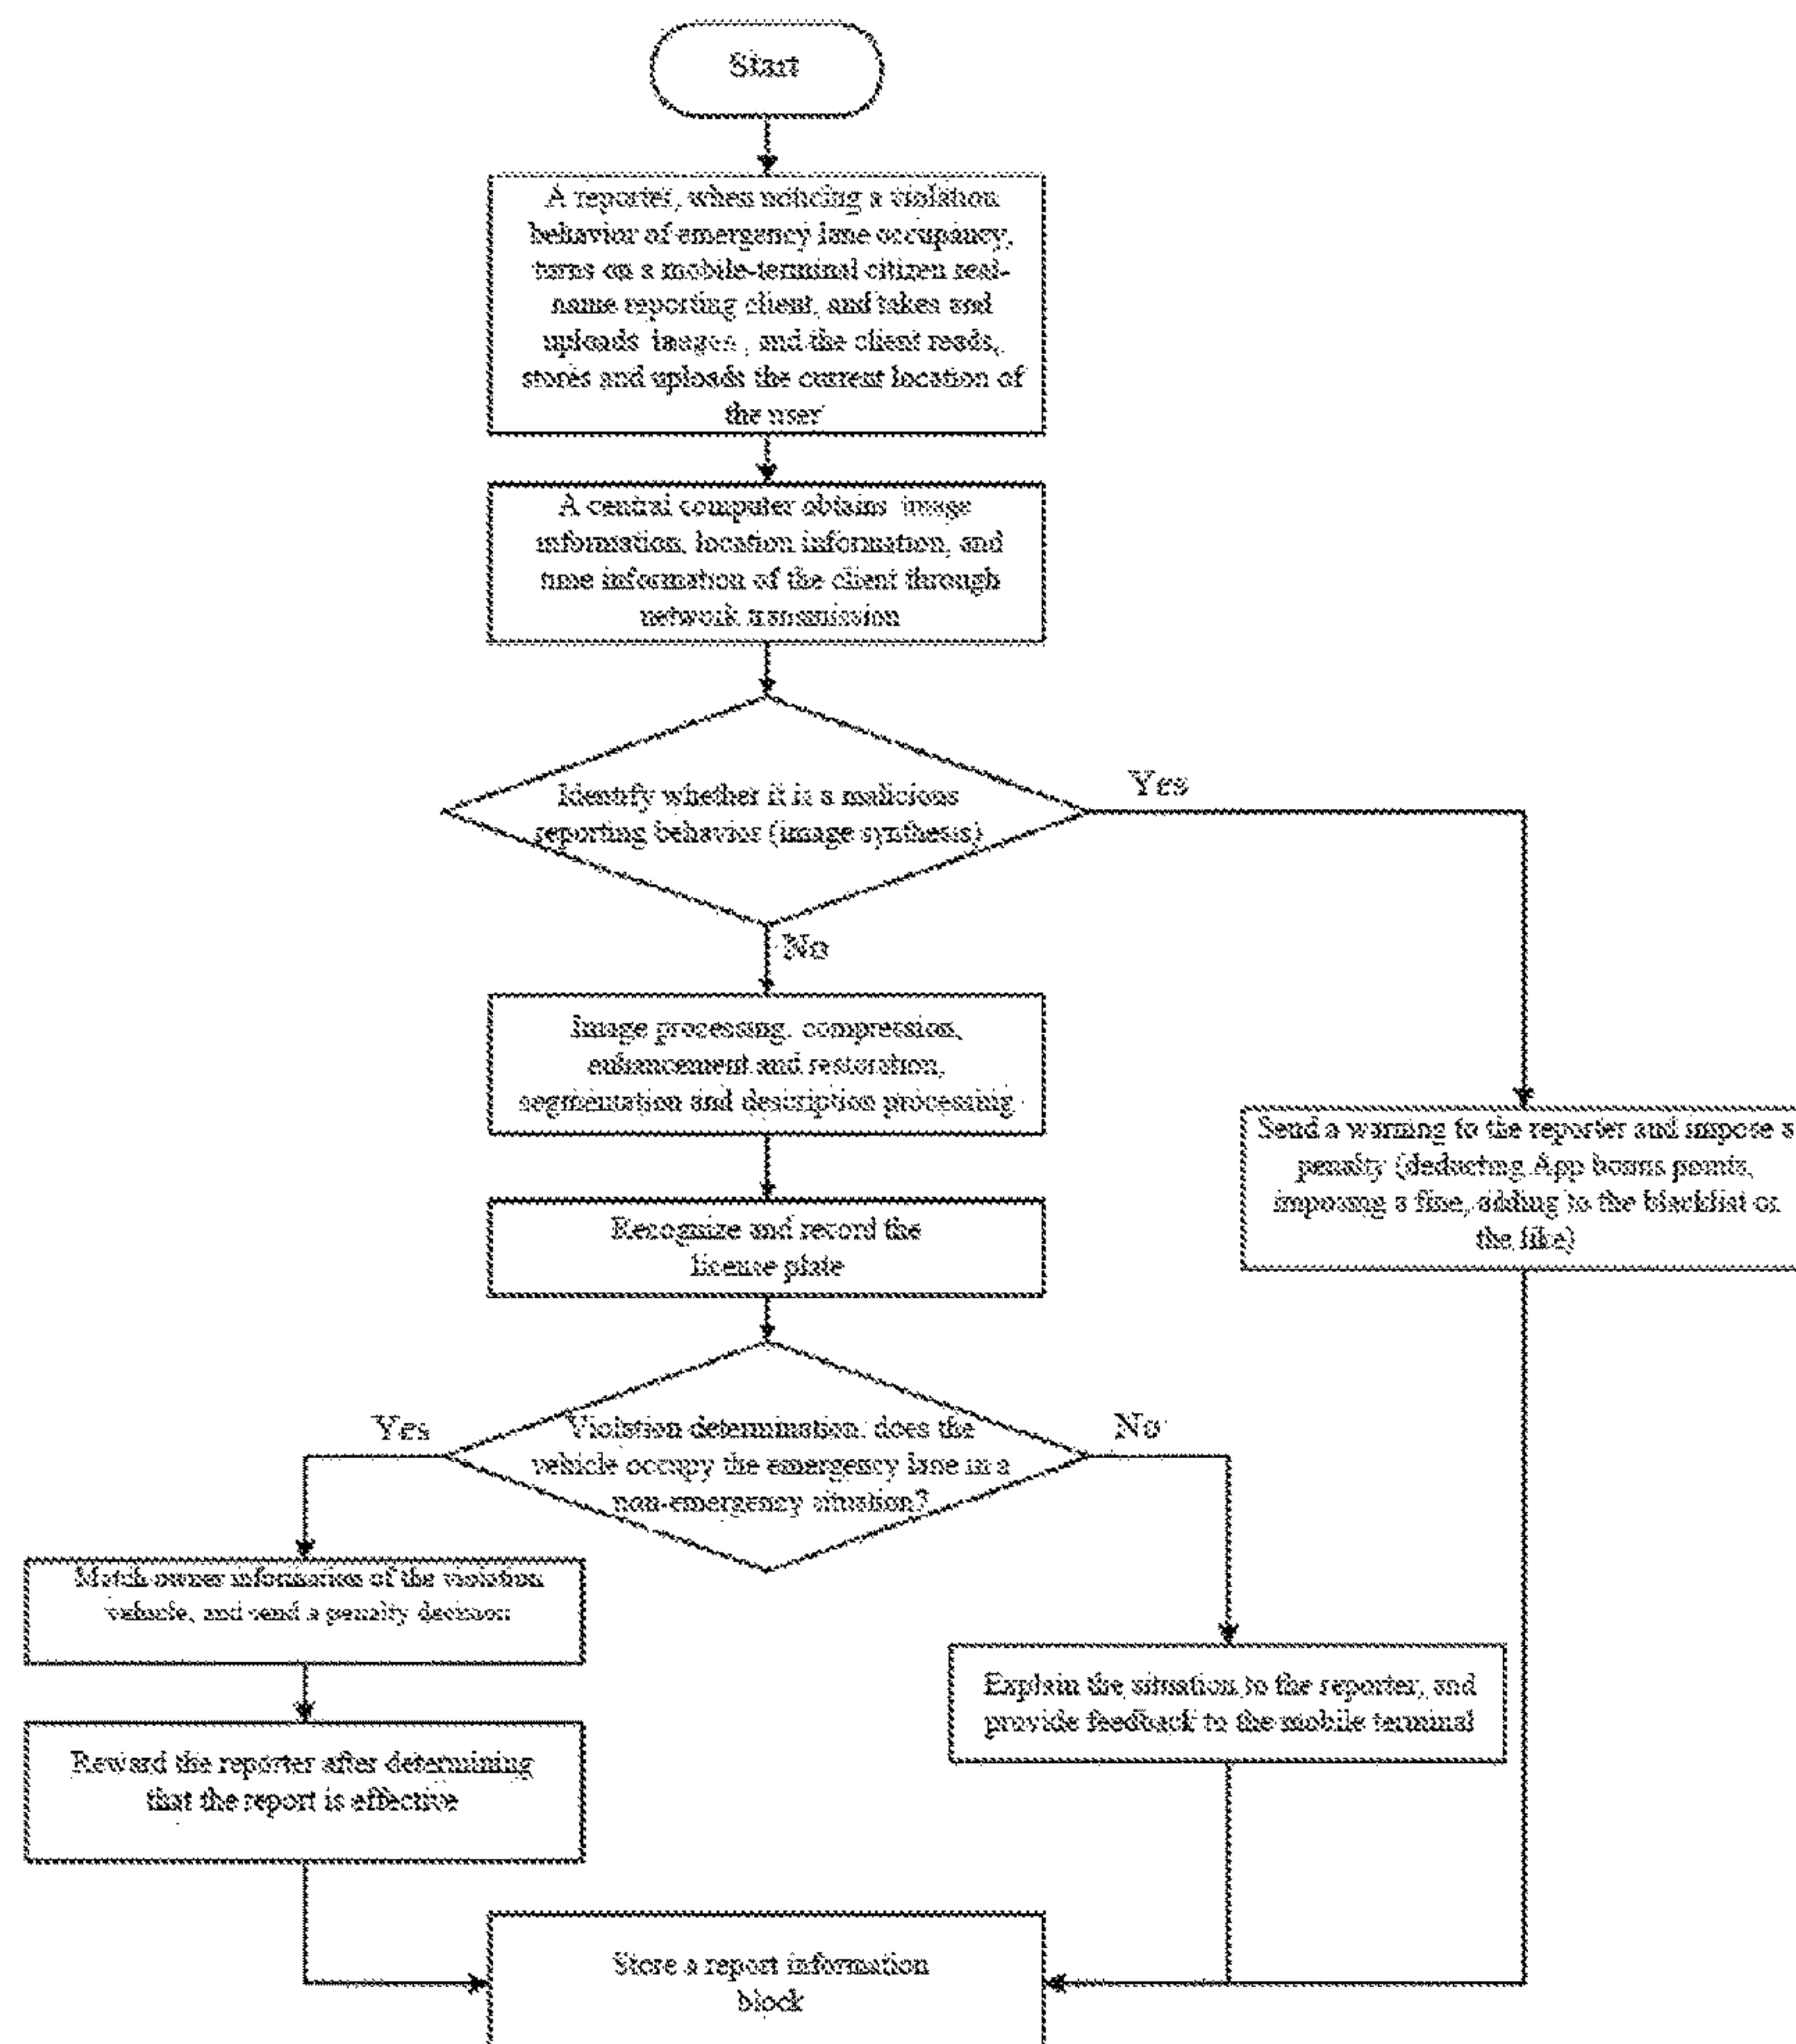 Start
A reporter, when noticing a violation
behavior of emergency lane occupancy,
turns on a mobile-terminal citizen real-
name reporting client, and takes and
uploads images, and the client reads,
stores and uploads the current location of
the user
A central computer obtains image
information, location information, and
time information of the client through
network transmission
Identify whether it is a malicious
reporting behavior (image synthesis)
Yes
No
Image processing, compression,
enhancement and restoration,
segmentation and description processing
Send a warning to the reporter and impose a
penalty (deducting App bonus points,
imposing a fine, adding to the blacklist or
the like)
Recognize and record the
license plate
Violation determination, does the
vehicle occupy the emergency lane in a
non-emergency situation?
Yes
No
Match owner information of the violation
vehicle, and send a penalty decision
Explain the situation to the reporter, and
provide feedback to the mobile terminal
Reward the reporter after determining
that the report is effective
Store a report information
block